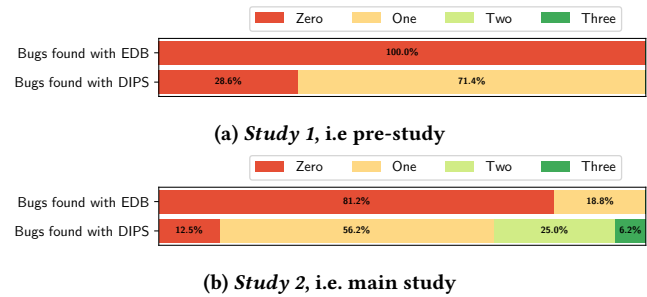 Zero One Two Three
Bugs found with EDB 100.0%
Bugs found with DIPS 28.6% 71.4%
(a) Study 1, i.e pre-study
Zero One Two Three
Bugs found with EDB 81.2% 18.8%
Bugs found with DIPS 12.5% 56.2% 25.0% 6.2%
(b) Study 2, i.e. main study